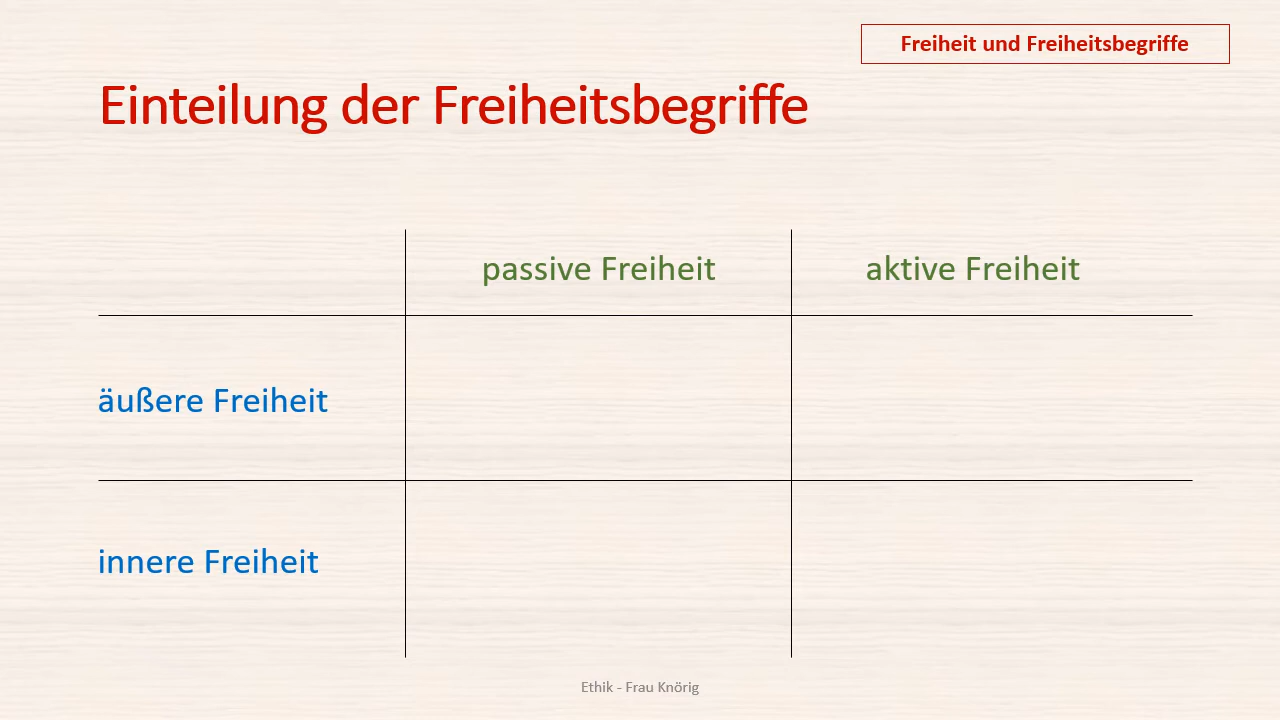 Freiheit und Freiheitsbegriffe
Einteilung der Freiheitsbegriffe
passive Freiheit
aktive Freiheit
äußere Freiheit
innere Freiheit
Ethik - Frau Knörig